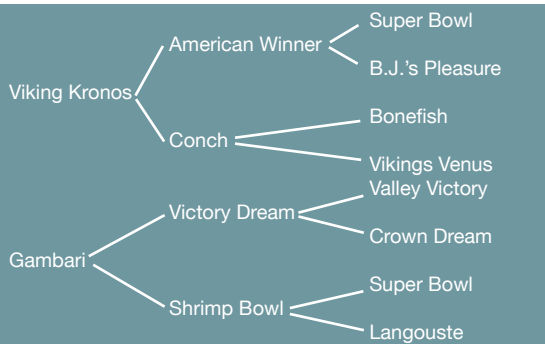 Super Bowl
American Winner
B.J.'s Pleasure
Viking Kronos
Bonefish
Conch
Vikings Venus
Valley Victory
Victory Dream
Crown Dream
Gambari
Super Bowl
Shrimp Bowl
Langouste